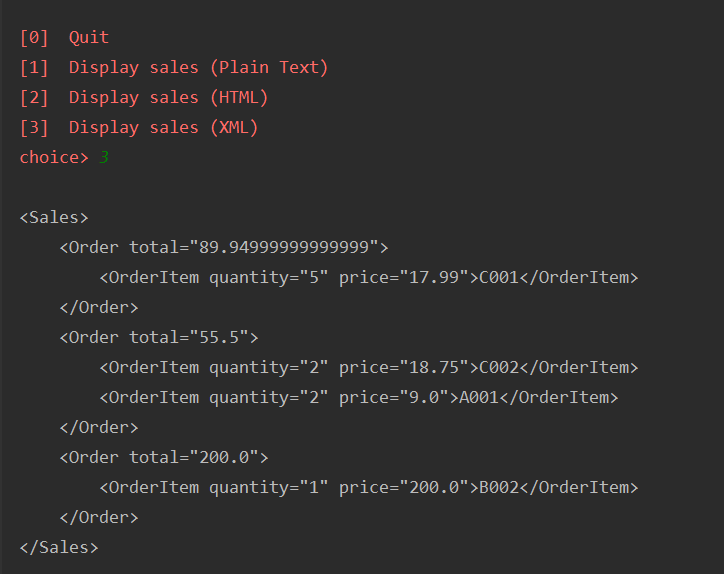 [0]  Quit
[1]  Display sales (Plain Text)
[2]  Display sales (HTML)
[3]  Display sales (XML)
choice> 3
<Sales>
    <Order total="89.94999999999999">
        <OrderItem quantity="5" price="17.99">C001</OrderItem>
    </Order>
    <Order total="55.5">
        <OrderItem quantity="2" price="18.75">C002</OrderItem>
        <OrderItem quantity="2" price="9.0">A001</OrderItem>
    </Order>
    <Order total="200.0">
        <OrderItem quantity="1" price="200.0">B002</OrderItem>
    </Order>
</Sales>